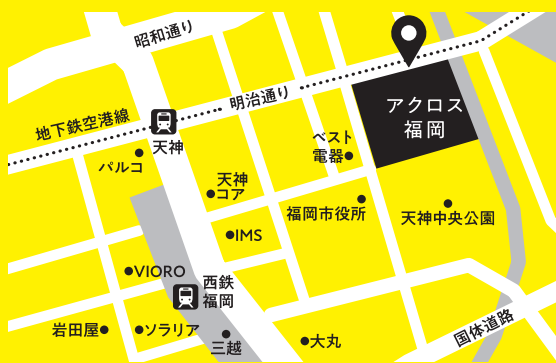 昭和通り
明治通り
地下鉄空港線
天神
パルコ
アクロス
福岡
ベスト
電器
天神
コア
福岡市役所
天神中央公園
IMS
VIORO
西鉄
福岡
岩田屋
ソラリア
三越
大丸
国体道路